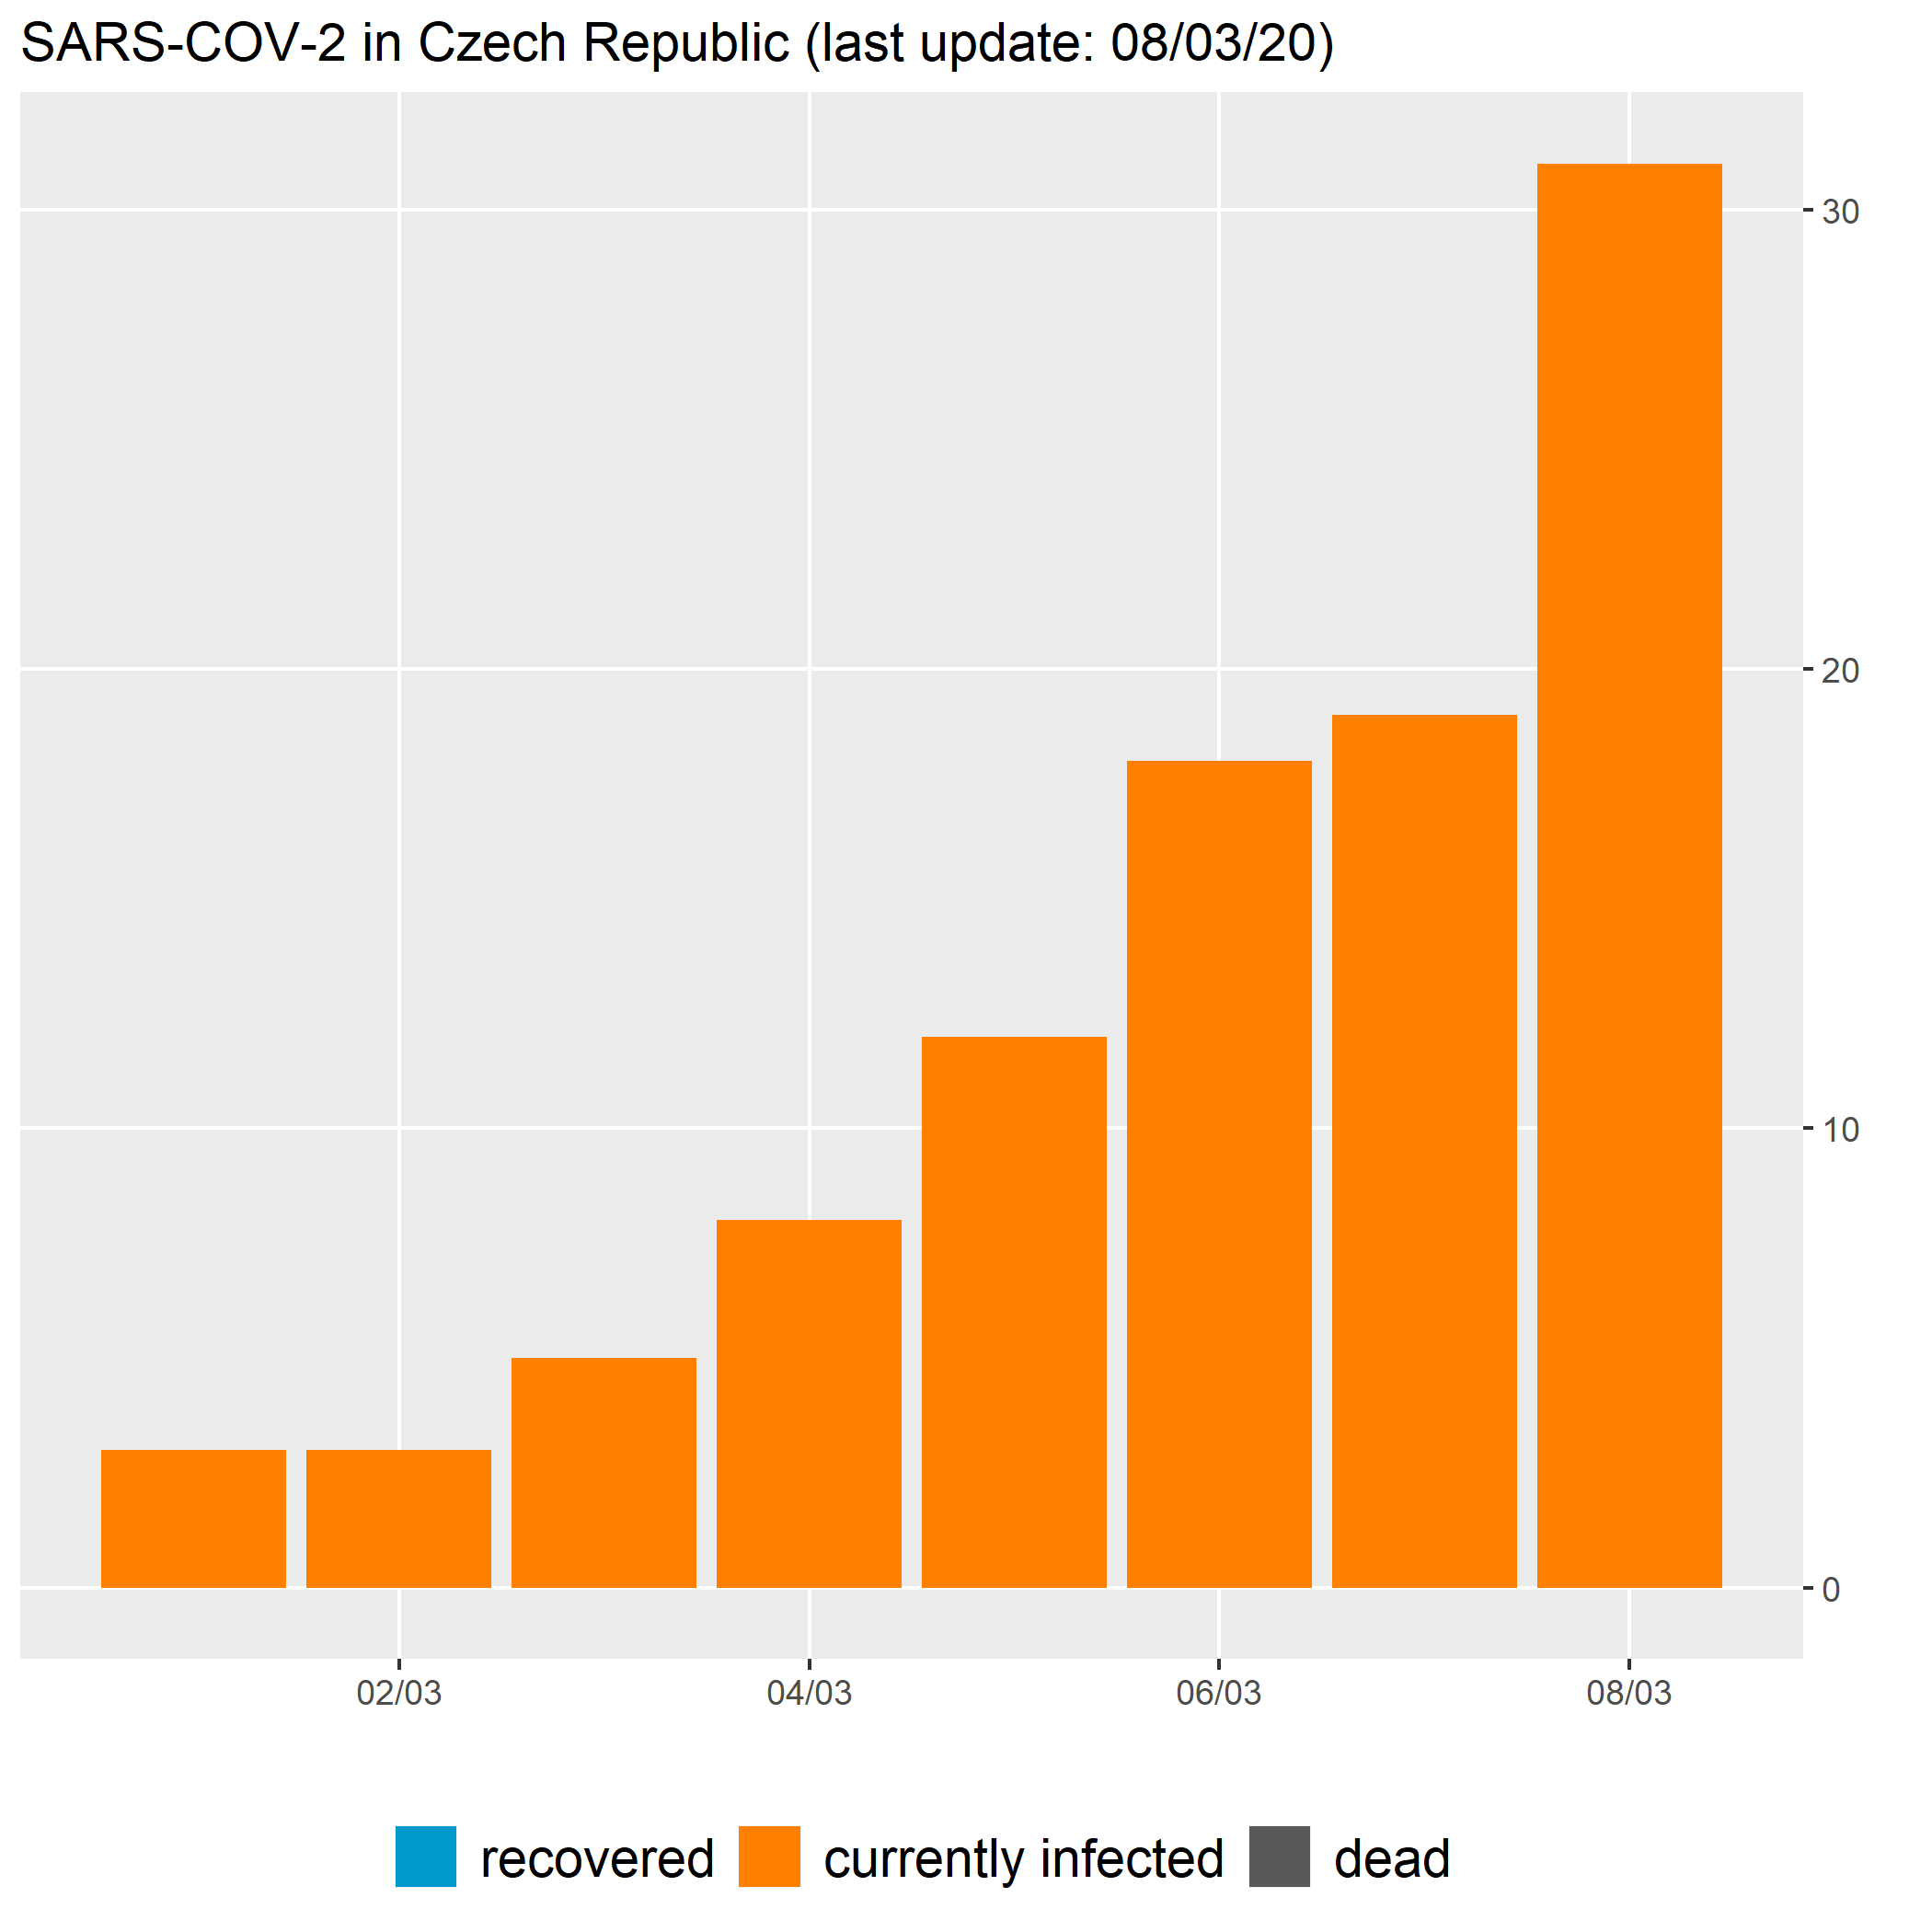 SARS-COV-2 in Czech Republic (last update: 08/03/20)
30
20
10
0
02/03 04/03 06/03 08/03
recovered currently infected dead